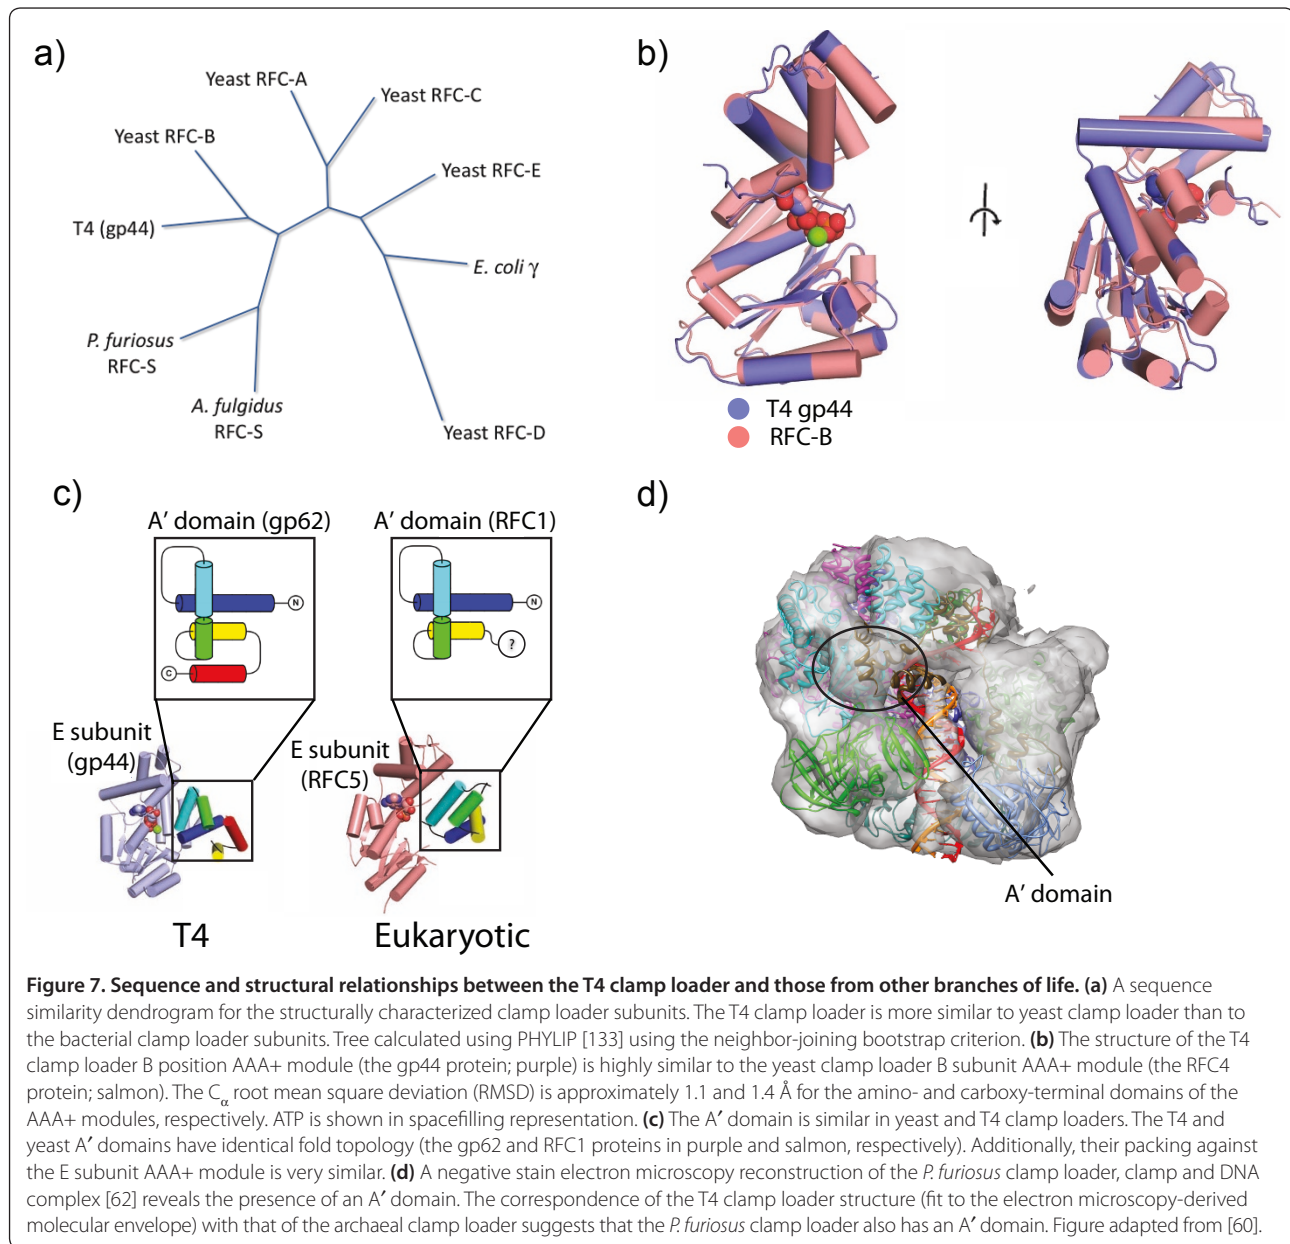 a)
Yeast RFC-A
Yeast RFC-C
Yeast RFC-B
Yeast RFC-E
T4 (gp44)
E. coli γ
P. furiosus
RFC-S
A. fulgidus
RFC-S
Yeast RFC-D
b)
T4 gp44
RFC-B
c)
A′ domain (gp62)
A′ domain (RFC1)
N
C
N
?
E subunit
(gp44)
E subunit
(RFC5)
T4
Eukaryotic
d)
A′ domain
Figure 7. Sequence and structural relationships between the T4 clamp loader and those from other branches of life. (a) A sequence
similarity dendrogram for the structurally characterized clamp loader subunits. The T4 clamp loader is more similar to yeast clamp loader than to
the bacterial clamp loader subunits. Tree calculated using PHYLIP [133] using the neighbor-joining bootstrap criterion. (b) The structure of the T4
clamp loader B position AAA+ module (the gp44 protein; purple) is highly similar to the yeast clamp loader B subunit AAA+ module (the RFC4
protein; salmon). The Cα root mean square deviation (RMSD) is approximately 1.1 and 1.4 Å for the amino- and carboxy-terminal domains of the
AAA+ modules, respectively. ATP is shown in spacefilling representation. (c) The A′ domain is similar in yeast and T4 clamp loaders. The T4 and
yeast A′ domains have identical fold topology (the gp62 and RFC1 proteins in purple and salmon, respectively). Additionally, their packing against
the E subunit AAA+ module is very similar. (d) A negative stain electron microscopy reconstruction of the P. furiosus clamp loader, clamp and DNA
complex [62] reveals the presence of an A′ domain. The correspondence of the T4 clamp loader structure (fit to the electron microscopy-derived
molecular envelope) with that of the archaeal clamp loader suggests that the P. furiosus clamp loader also has an A′ domain. Figure adapted from [60].